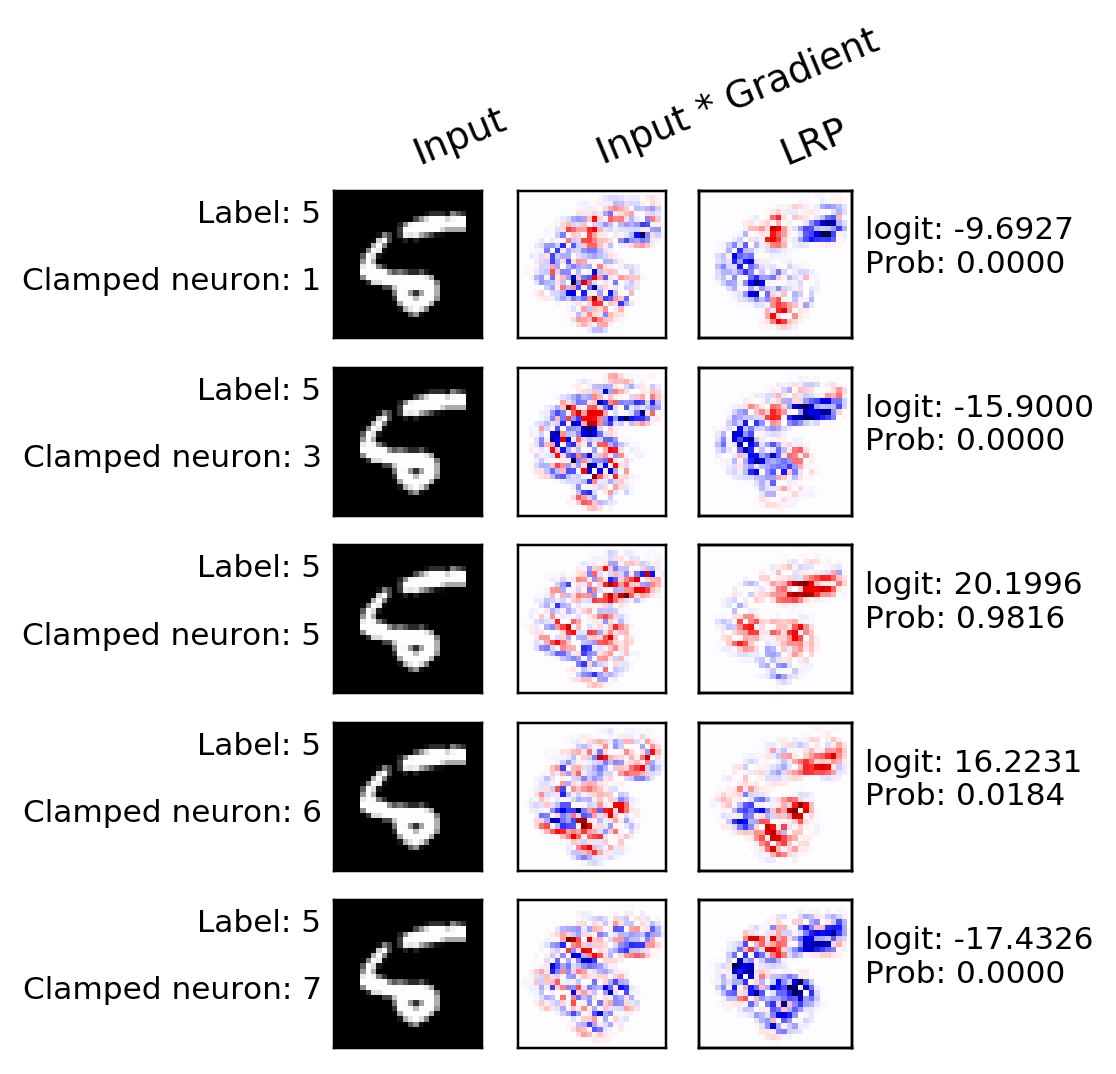 Input
Input * Gradient
LRP
Label: 5
Clamped neuron: 1
logit: -9.6927
Prob: 0.0000
Label: 5
Clamped neuron: 3
logit: -15.9000
Prob: 0.0000
Label: 5
Clamped neuron: 5
logit: 20.1996
Prob: 0.9816
Label: 5
Clamped neuron: 6
logit: 16.2231
Prob: 0.0184
Label: 5
Clamped neuron: 7
logit: -17.4326
Prob: 0.0000